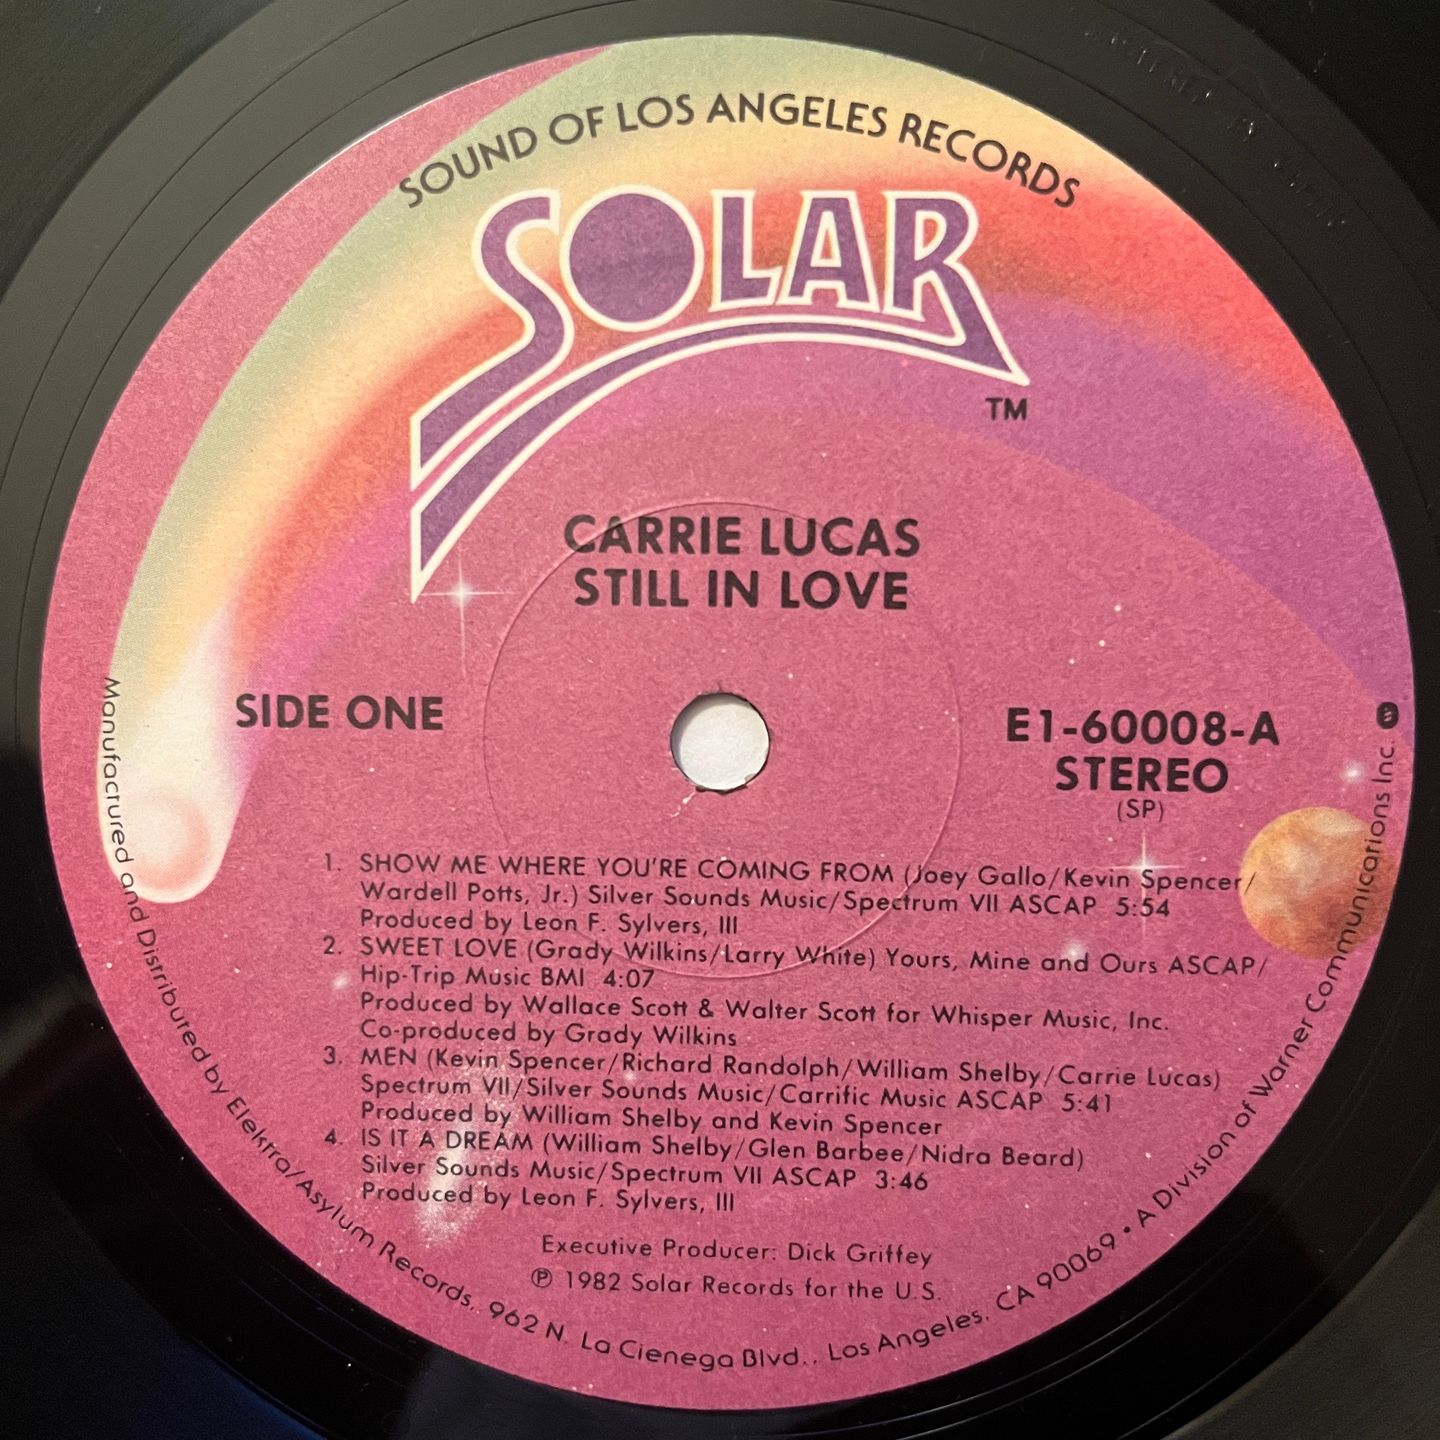 SOUND OF LOS ANGELES RECORDS
SOLAR
TM
CARRIE LUCAS
STILL IN LOVE
SIDE ONE
E1-60008-A
STEREO
(SP)
1. SHOW ME WHERE YOU'RE COMING FROM (Joey Gallo/Kevin Spencer/
Wardell Potts, Jr.) Silver Sounds Music/Spectrum VII ASCAP 5:54
Produced by Leon F. Sylvers, III
2. SWEET LOVE (Grady Wilkins/Larry White) Yours, Mine and Ours ASCAP/
Hip-Trip Music BMI 4:07
Produced by Wallace Scott & Walter Scott for Whisper Music, Inc.
Co-produced by Grady Wilkins
3. MEN (Kevin Spencer/Richard Randolph/William Shelby/Carrie Lucas)
Spectrum VII/Silver Sounds Music/Carrific Music ASCAP 5:41
Produced by William Shelby and Kevin Spencer
4. IS IT A DREAM (William Shelby/Glen Barbee/Nidra Beard)
Silver Sounds Music/Spectrum VII ASCAP 3:46
Produced by Leon F. Sylvers, III
Executive Producer: Dick Griffey
℗ 1982 Solar Records for the U.S.
Manufactured and Distributed by Elektra/Asylum Records,. 962 N. La Cienega Blvd., Los Angeles, CA 90069 • A Division of Warner Communications Inc.